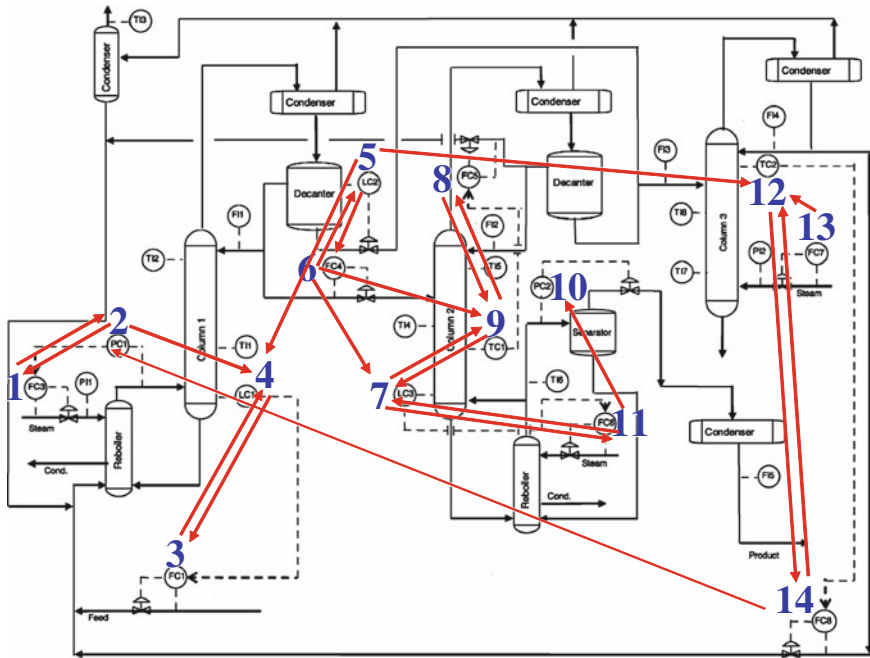 TI3
Condenser
Condenser
Condenser
Condenser
FI4
5
LC2
8
FC5
FI3
TC2
Decanter
Decanter
12
13
FI1
TI8
Column 3
FI2
TI2
6
FC4
TI5
PC2
10
PI2
FC7
TI7
Steam
Column 1
Column 2
2
PC1
9
TI4
Separator
TI1
TC1
1
FC3
PI1
4
LC1
TI6
7
LC3
11
FC6
Steam
Condenser
Reboiler
Cond.
Steam
Reboiler
Cond.
FI5
3
FC1
Product
14
Feed
FC8